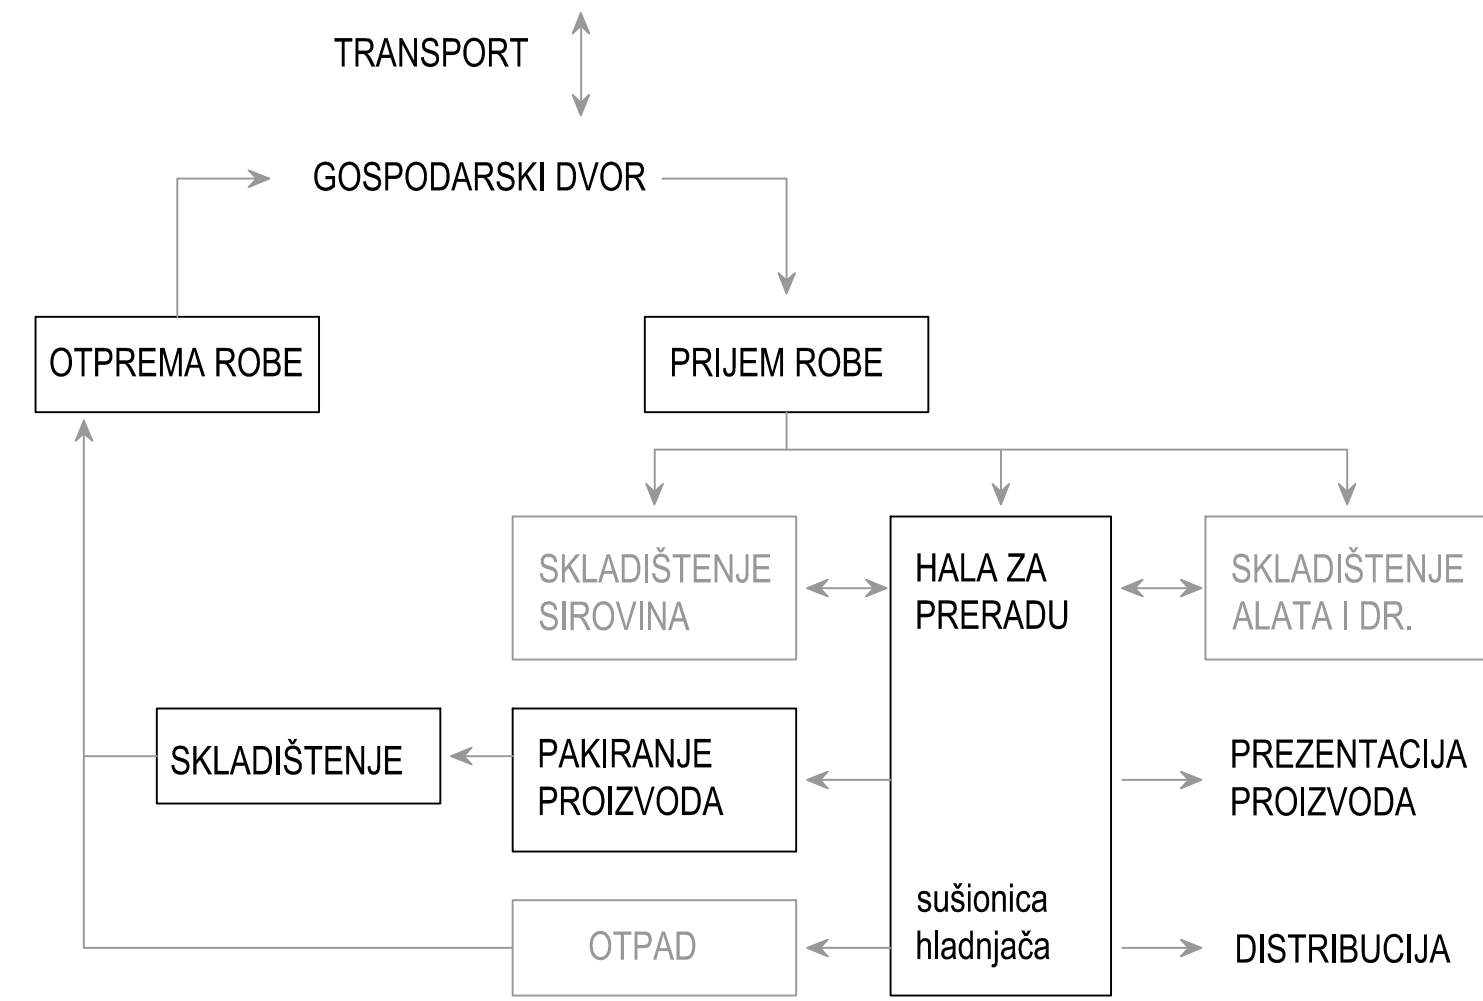 TRANSPORT
GOSPODARSKI DVOR
OTPREMA ROBE
PRIJEM ROBE
SKLADIŠTENJE
SIROVINA
HALA ZA
PRERADU
SKLADIŠTENJE
ALATA I DR.
SKLADIŠTENJE
PAKIRANJE
PROIZVODA
PREZENTACIJA
PROIZVODA
OTPAD
sušionica
hladnjača
DISTRIBUCIJA